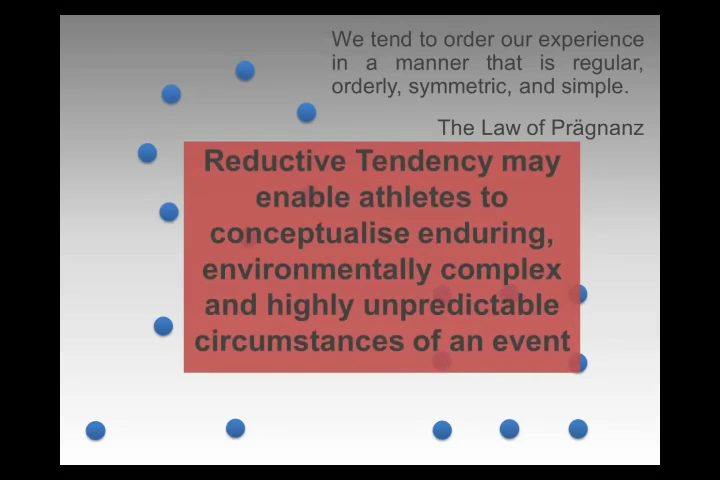 We tend to order our experience
in a manner that is regular,
orderly, symmetric, and simple.
The Law of Prägnanz
Reductive Tendency may
enable athletes to
conceptualise enduring,
environmentally complex
and highly unpredictable
circumstances of an event